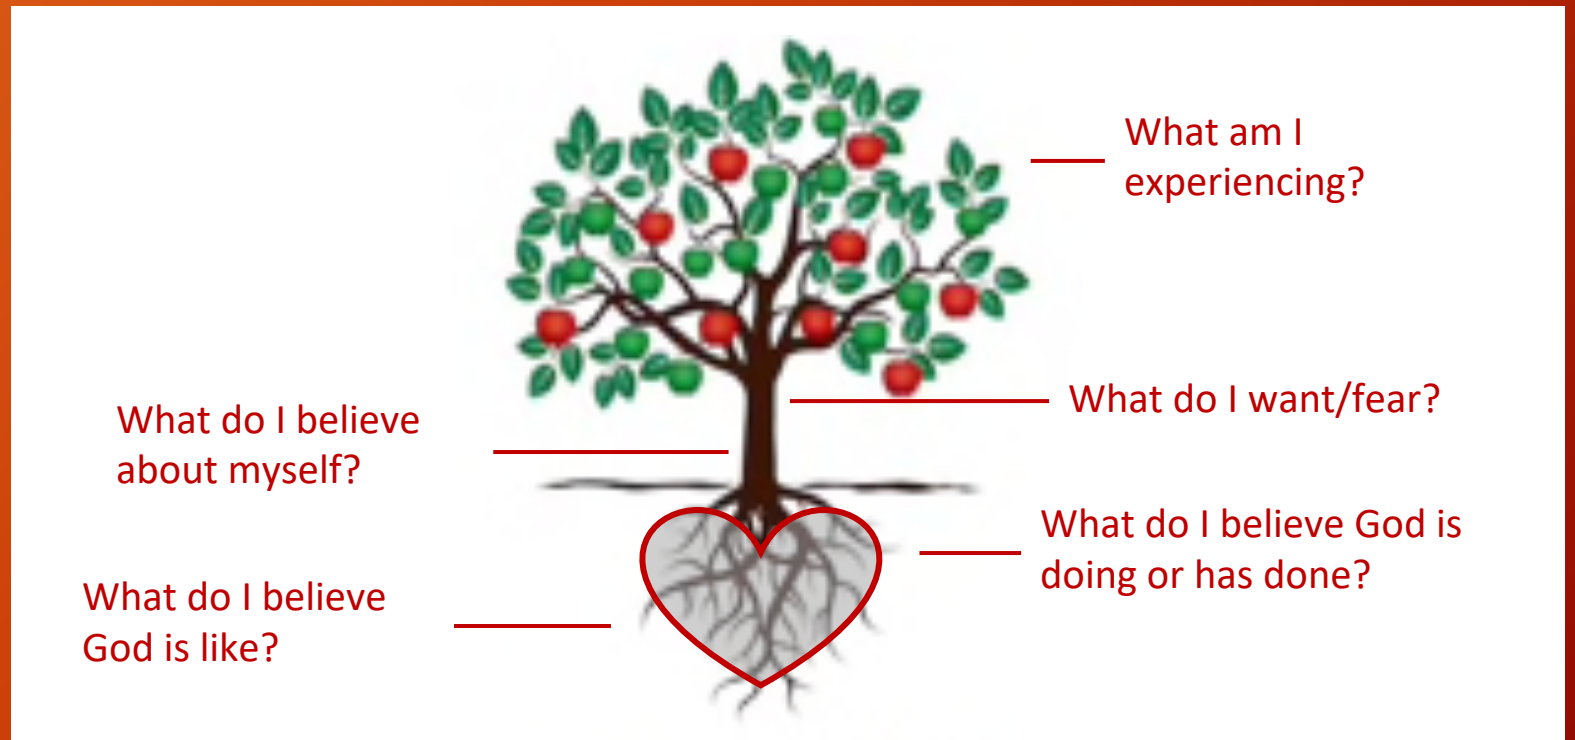 What am I
experiencing?
What do I want/fear?
What do I believe
about myself?
What do I believe God is
doing or has done?
What do I believe
God is like?